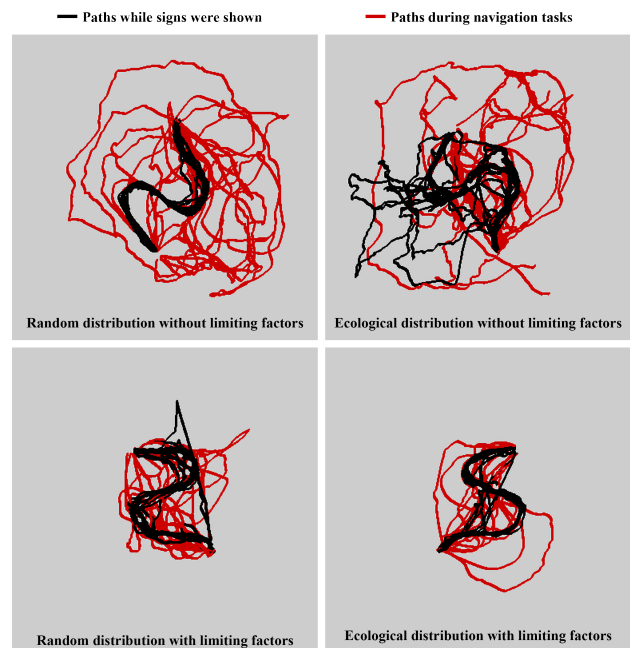 Paths while signs were shown
Paths during navigation tasks
Random distribution without limiting factors
Ecological distribution without limiting factors
Random distribution with limiting factors
Ecological distribution with limiting factors